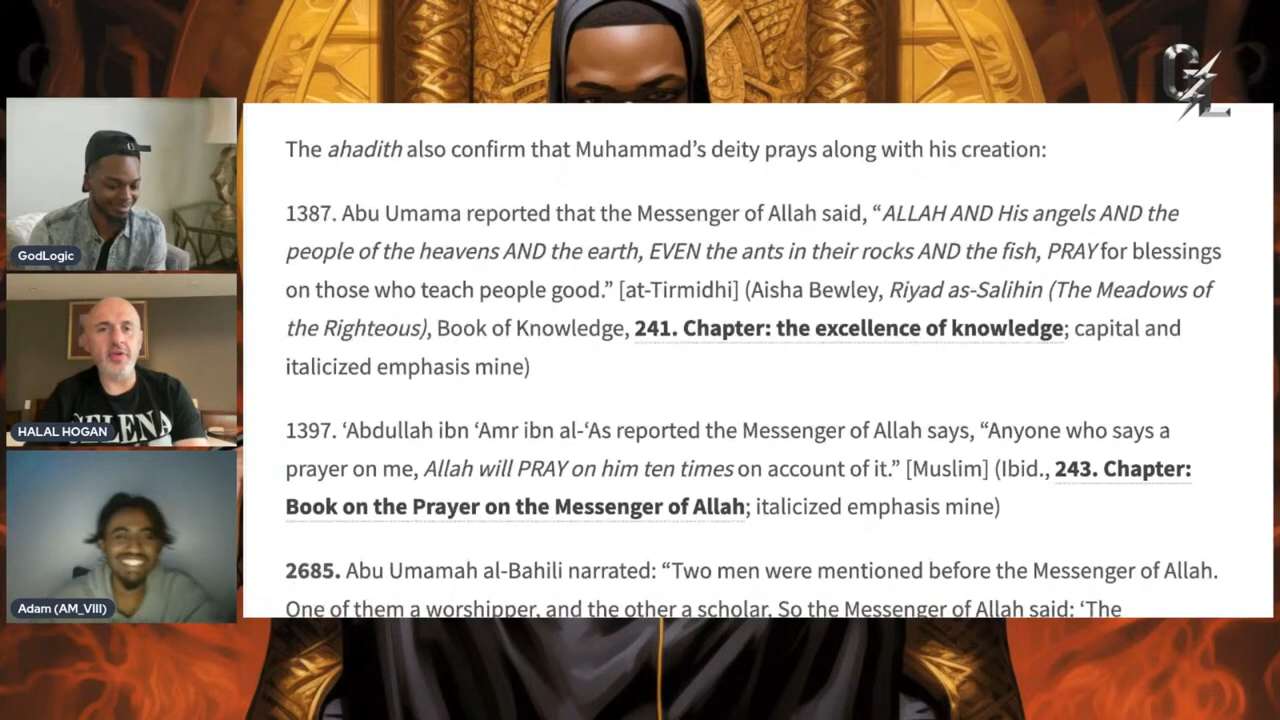 GL
The ahadith also confirm that Muhammad’s deity prays along with his creation:
1387. Abu Umama reported that the Messenger of Allah said, “ALLAH AND His angels AND the
people of the heavens AND the earth, EVEN the ants in their rocks AND the fish, PRAY for blessings
on those who teach people good.” [at-Tirmidhi] (Aisha Bewley, Riyad as-Salihin (The Meadows of
the Righteous), Book of Knowledge, 241. Chapter: the excellence of knowledge; capital and
italicized emphasis mine)
1397. ‘Abdullah ibn ‘Amr ibn al-‘As reported the Messenger of Allah says, “Anyone who says a
prayer on me, Allah will PRAY on him ten times on account of it.” [Muslim] (Ibid., 243. Chapter:
Book on the Prayer on the Messenger of Allah; italicized emphasis mine)
2685. Abu Umamah al-Bahili narrated: “Two men were mentioned before the Messenger of Allah.
One of them a worshipper, and the other a scholar. So the Messenger of Allah said: ‘The
GodLogic
HALAL HOGAN
Adam (AM_VIII)